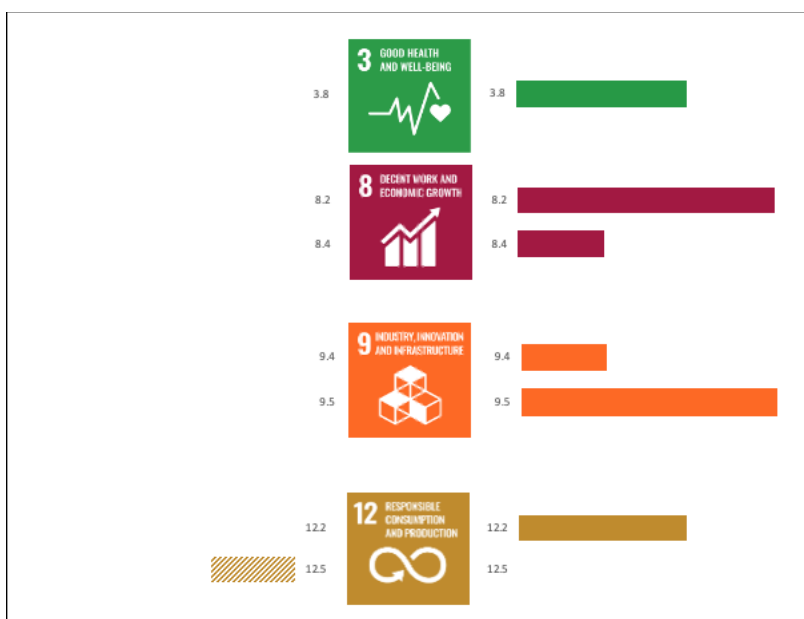 3 GOOD HEALTH
AND WELL-BEING
3.8
3.8
8 DECENT WORK AND
ECONOMIC GROWTH
8.2
8.2
8.4
8.4
9 INDUSTRY, INNOVATION
AND INFRASTRUCTURE
9.4
9.4
9.5
9.5
12 RESPONSIBLE
CONSUMPTION
AND PRODUCTION
12.2
12.2
12.5
12.5